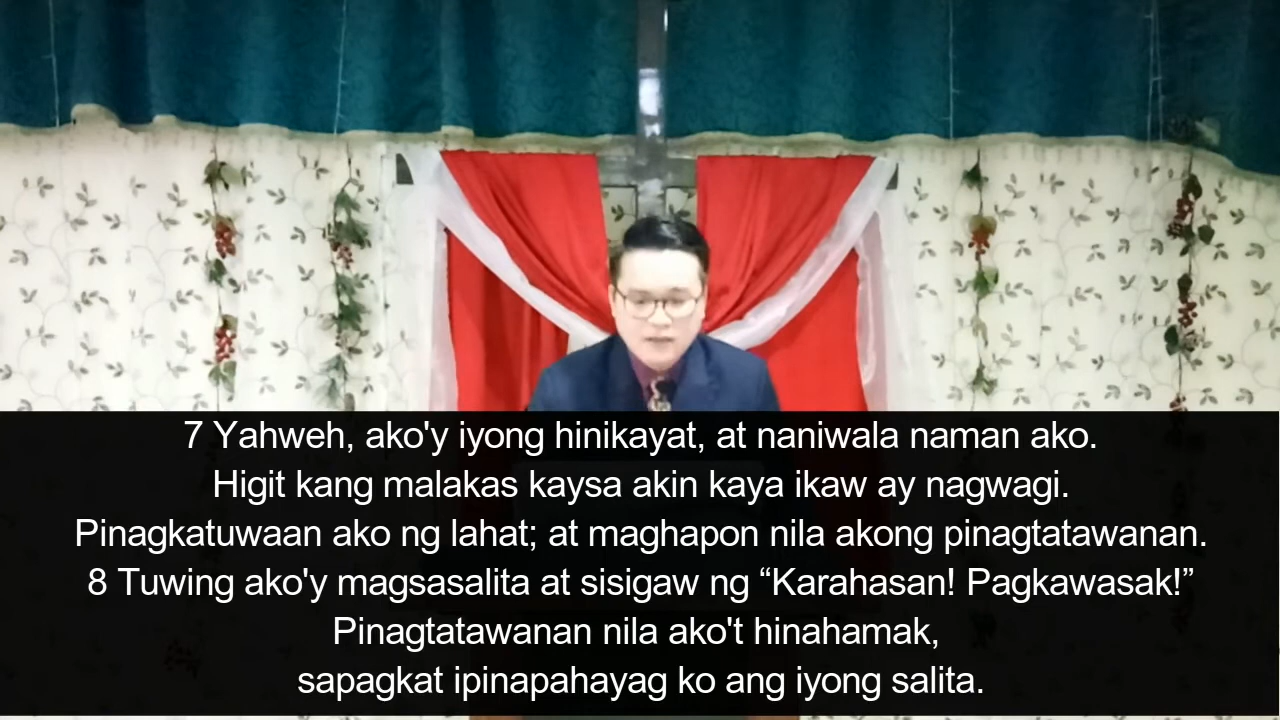 7 Yahweh, ako'y iyong hinikayat, at naniwala naman ako.
Higit kang malakas kaysa akin kaya ikaw ay nagwagi.
Pinagkatuwaan ako ng lahat; at maghapon nila akong pinagtatawanan.
8 Tuwing ako'y magsasalita at sisigaw ng “Karahasan! Pagkawasak!”
Pinagtatawanan nila ako't hinahamak,
sapagkat ipinapahayag ko ang iyong salita.